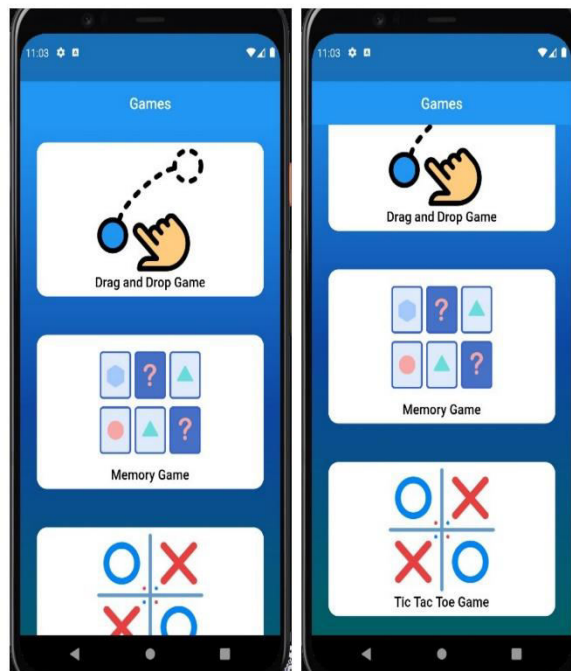 11:03
Games
Drag and Drop Game
? 
Memory Game
?
11:03
Games
Drag and Drop Game
?
Memory Game
?
Tic Tac Toe Game